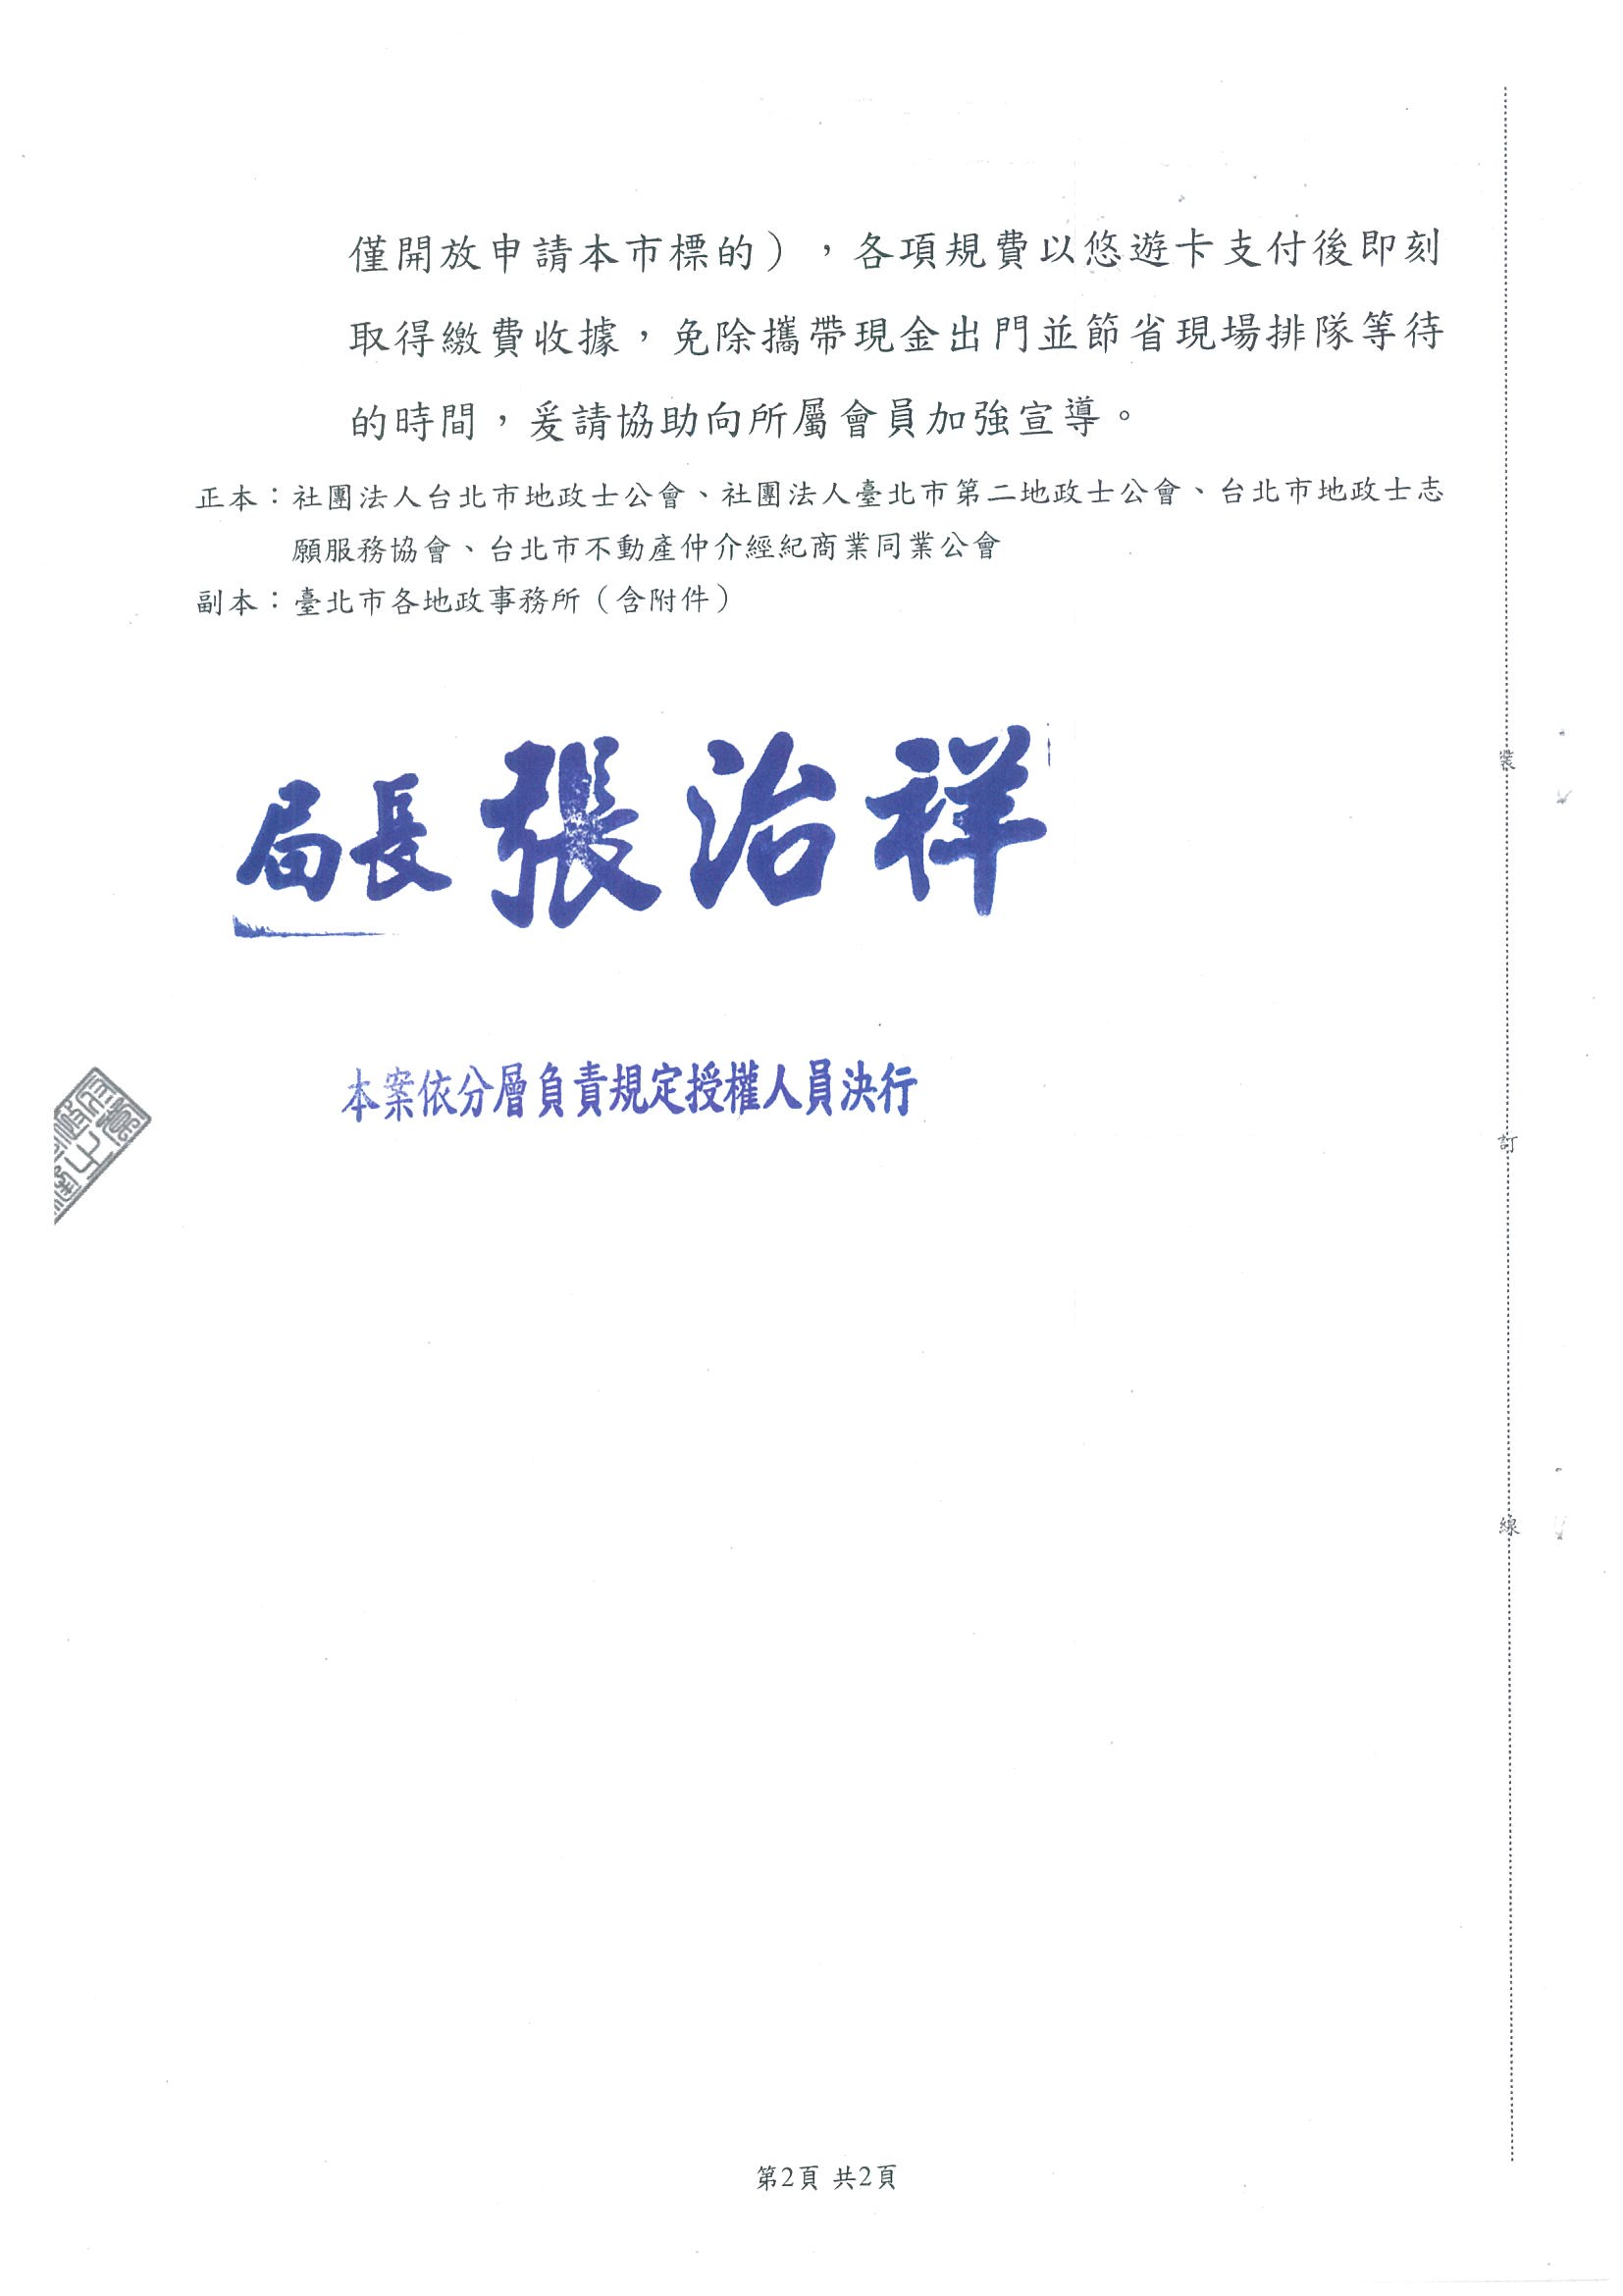 僅開放申請本市標的），各項規費以悠遊卡支付後即刻
取得繳費收據，免除攜帶現金出門並節省現場排隊等待
的時間，爰請協助向所屬會員加強宣導。
正本：社團法人台北市地政士公會、社團法人臺北市第二地政士公會、台北市地政士志
願服務協會、台北市不動產仲介經紀商業同業公會
副本：臺北市各地政事務所（含附件）
局長 張治祥
本案依分層負責規定授權人員決行
裝
訂
線
第2頁 共2頁